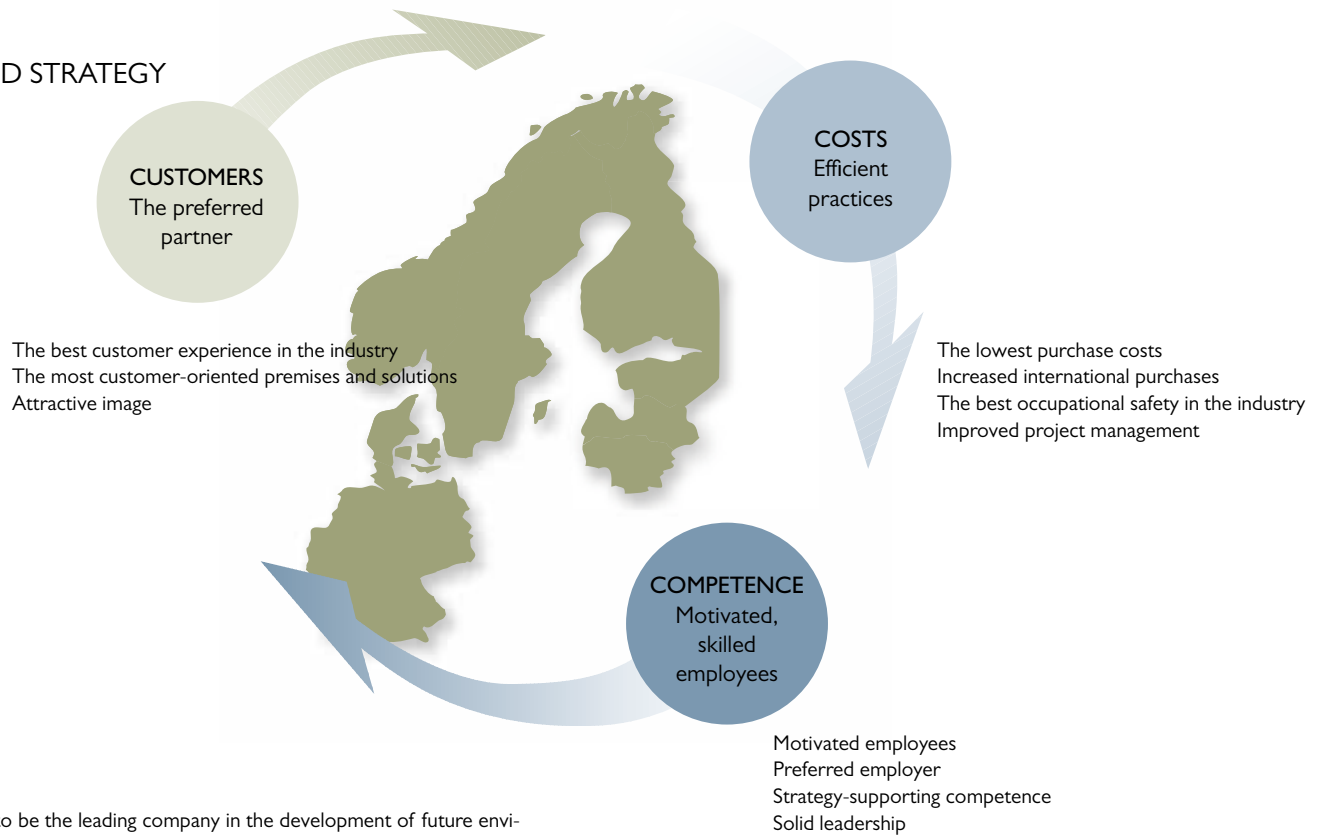 D STRATEGY
CUSTOMERS
The preferred
partner
COSTS
Efficient
practices
The best customer experience in the industry
The most customer-oriented premises and solutions
Attractive image
The lowest purchase costs
Increased international purchases
The best occupational safety in the industry
Improved project management
COMPETENCE
Motivated,
skilled
employees
Motivated employees
Preferred employer
Strategy-supporting competence
Solid leadership
to be the leading company in the development of future envi-